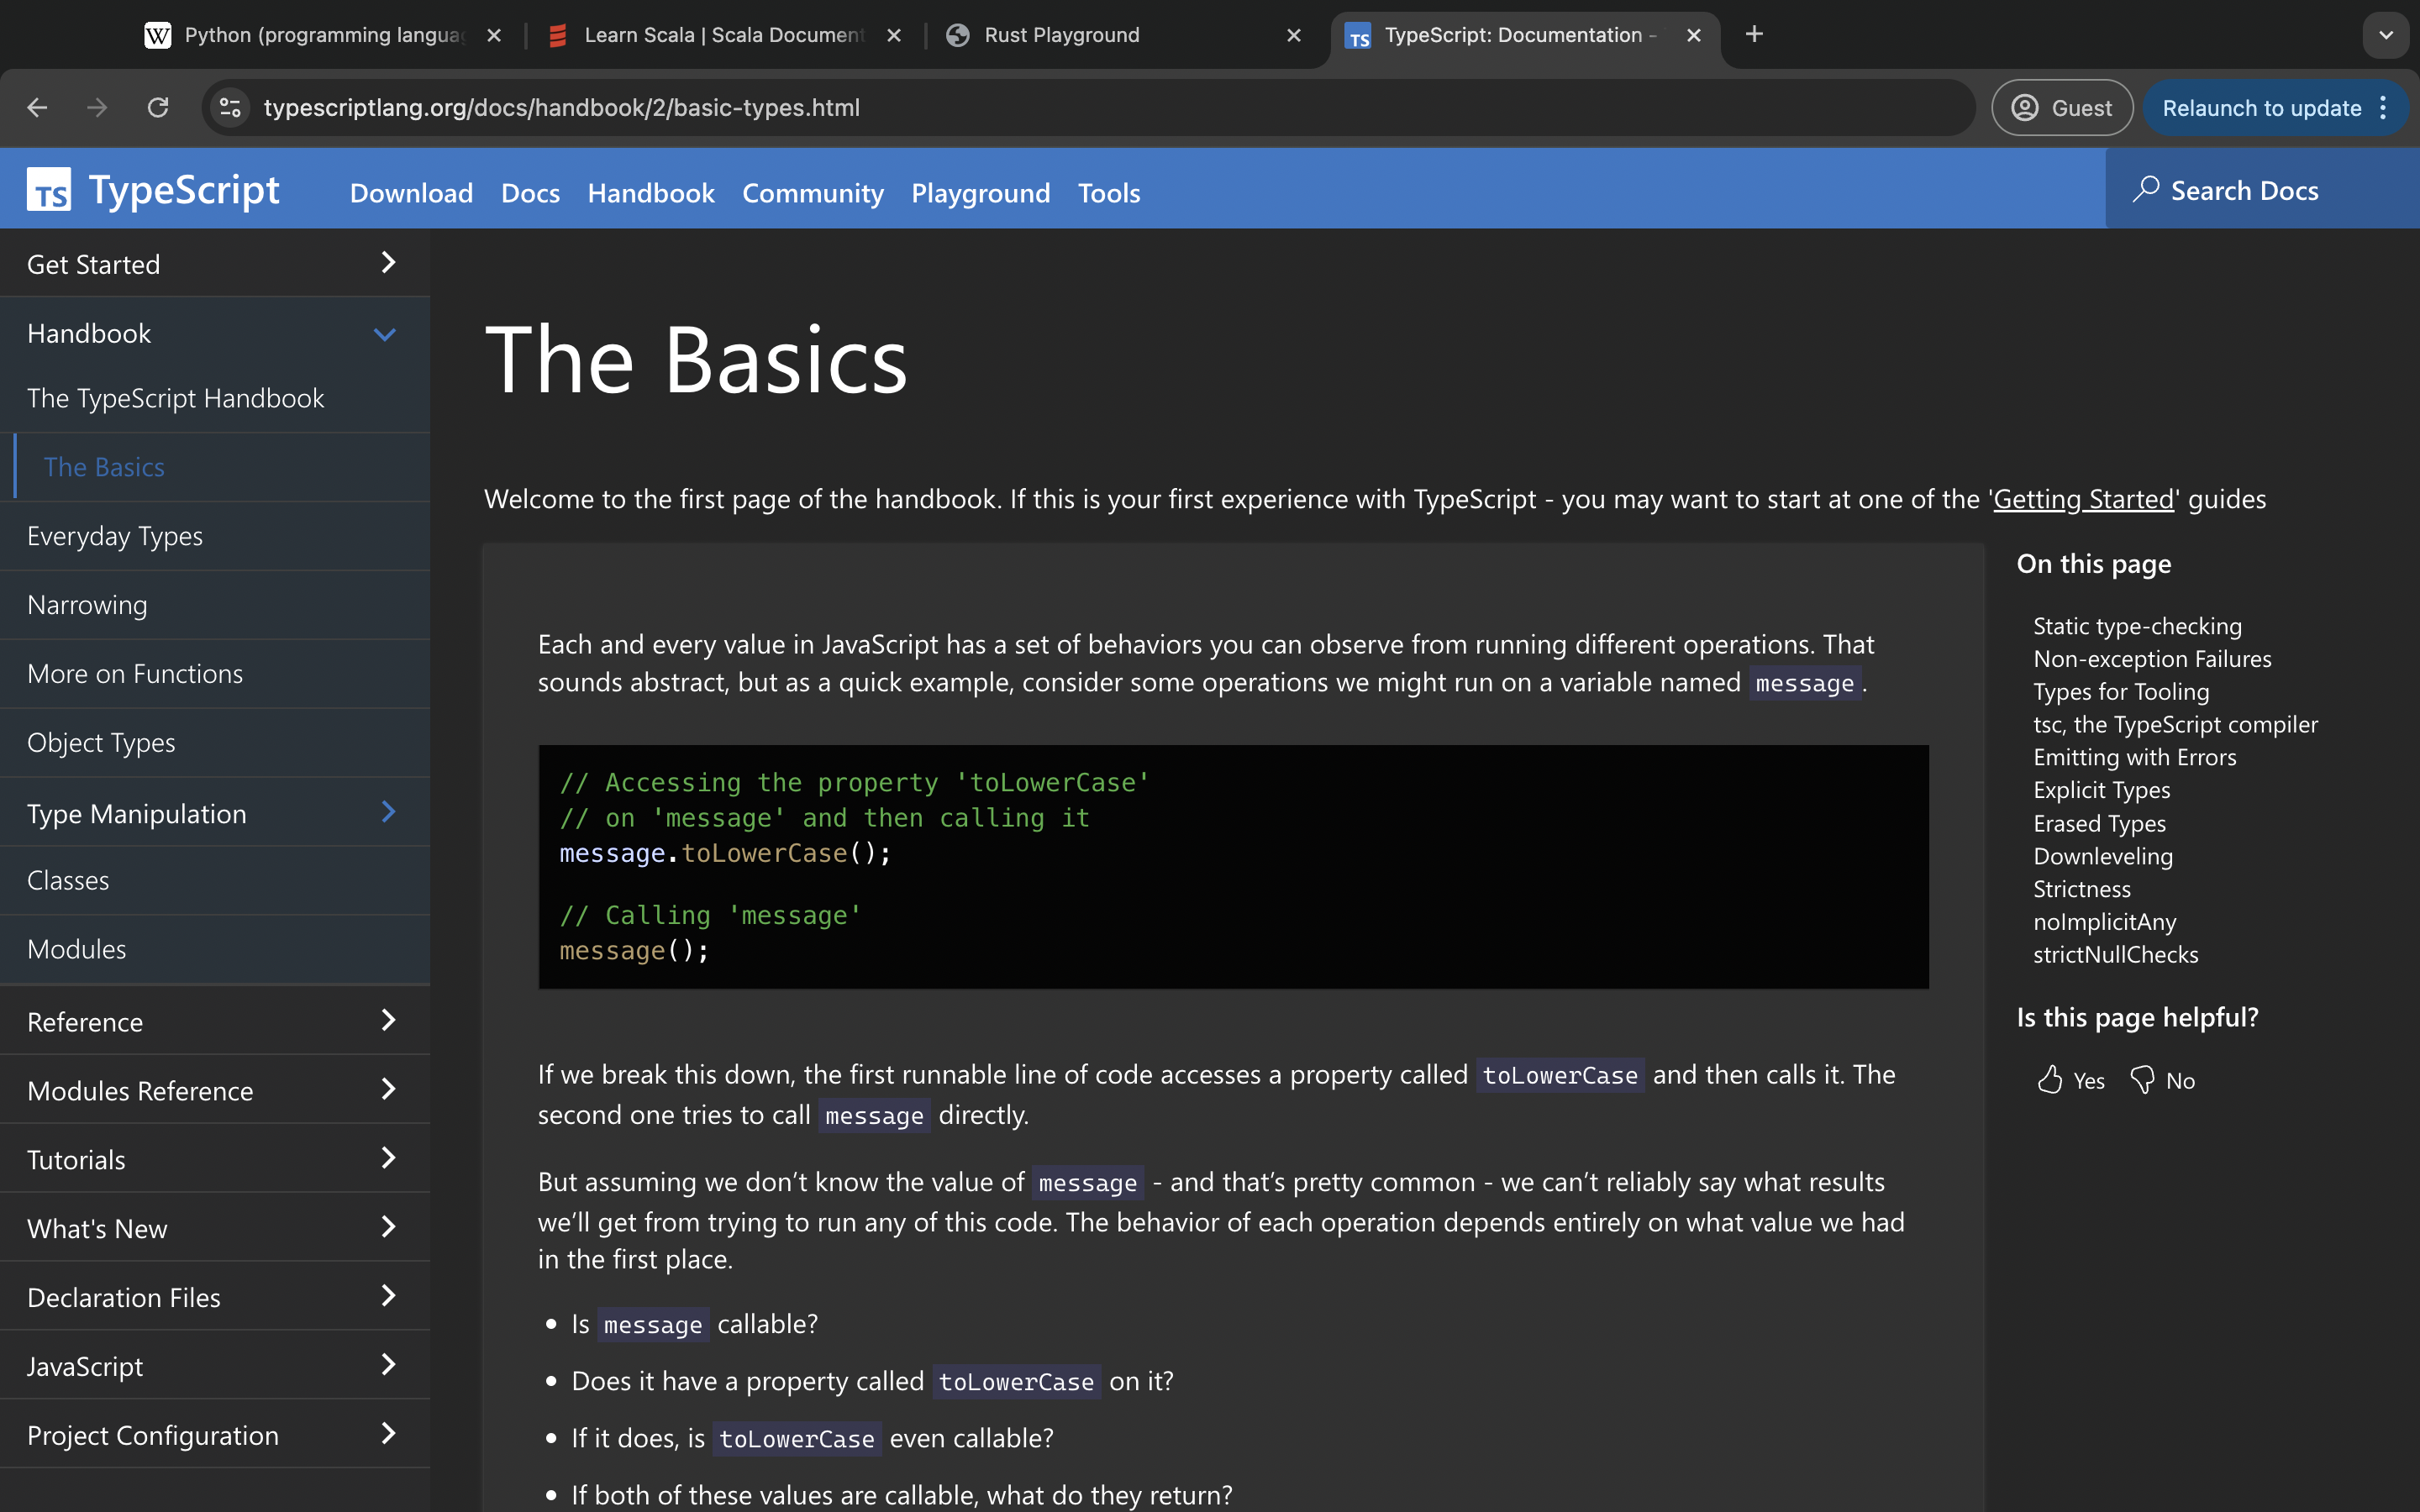 Python (programming langua
Learn Scala | Scala Document
Rust Playground
TypeScript: Documentation -
typescriptlang.org/docs/handbook/2/basic-types.html
Guest
Relaunch to update
TypeScript
Download
Docs
Handbook
Community
Playground
Tools
Search Docs
Get Started
Handbook
The TypeScript Handbook
The Basics
Everyday Types
Narrowing
More on Functions
Object Types
Type Manipulation
Classes
Modules
Reference
Modules Reference
Tutorials
What's New
Declaration Files
JavaScript
Project Configuration
The Basics
Welcome to the first page of the handbook. If this is your first experience with TypeScript - you may want to start at one of the 'Getting Started' guides
Each and every value in JavaScript has a set of behaviors you can observe from running different operations. That
sounds abstract, but as a quick example, consider some operations we might run on a variable named message.
// Accessing the property 'toLowerCase'
// on 'message' and then calling it
message.toLowerCase();
// Calling 'message'
message();
If we break this down, the first runnable line of code accesses a property called toLowerCase and then calls it. The
second one tries to call message directly.
But assuming we don’t know the value of message - and that’s pretty common - we can’t reliably say what results
we’ll get from trying to run any of this code. The behavior of each operation depends entirely on what value we had
in the first place.
• Is message callable?
• Does it have a property called toLowerCase on it?
• If it does, is toLowerCase even callable?
• If both of these values are callable, what do they return?
On this page
Static type-checking
Non-exception Failures
Types for Tooling
tsc, the TypeScript compiler
Emitting with Errors
Explicit Types
Erased Types
Downleveling
Strictness
noImplicitAny
strictNullChecks
Is this page helpful?
Yes
No